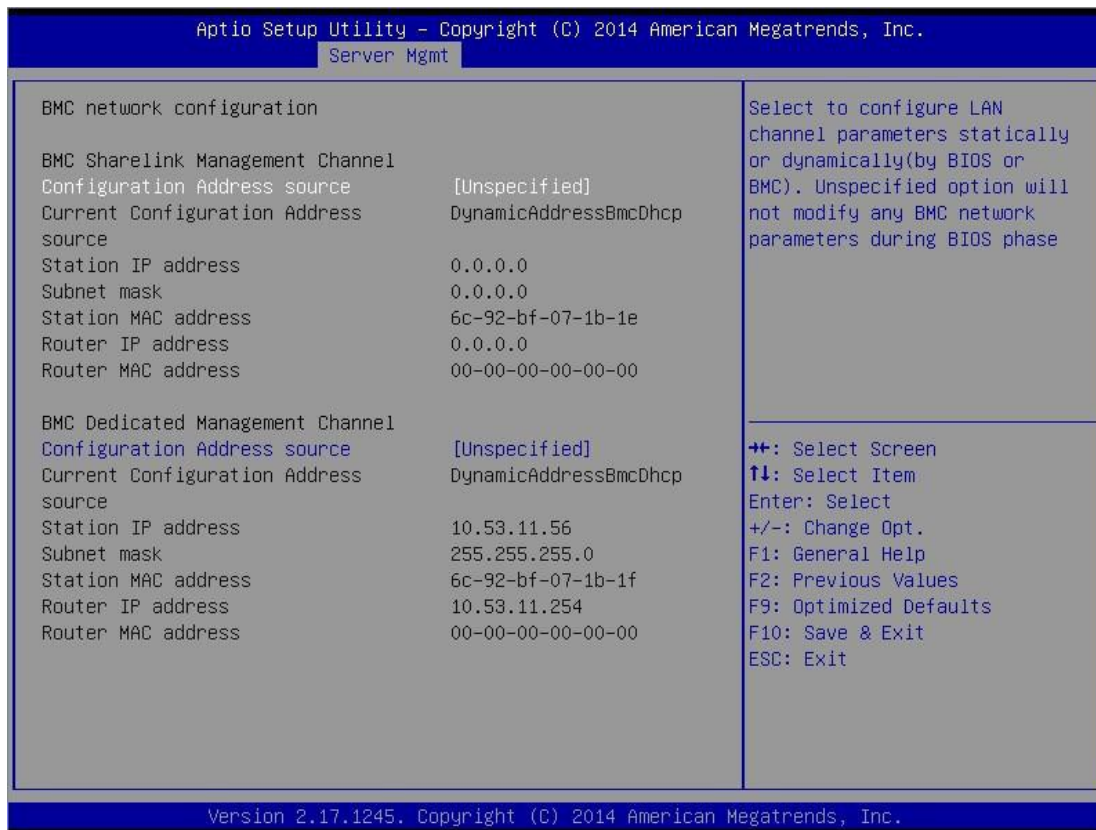 Aptio Setup Utility – Copyright (C) 2014 American Megatrends, Inc.
Server Mgmt
BMC network configuration
BMC Sharelink Management Channel
Configuration Address source [Unspecified]
Current Configuration Address DynamicAddressBmcDhcp
source
Station IP address 0.0.0.0
Subnet mask 0.0.0.0
Station MAC address 6c-92-bf-07-1b-1e
Router IP address 0.0.0.0
Router MAC address 00-00-00-00-00-00
BMC Dedicated Management Channel
Configuration Address source [Unspecified]
Current Configuration Address DynamicAddressBmcDhcp
source
Station IP address 10.53.11.56
Subnet mask 255.255.255.0
Station MAC address 6c-92-bf-07-1b-1f
Router IP address 10.53.11.254
Router MAC address 00-00-00-00-00-00
Select to configure LAN
channel parameters statically
or dynamically(by BIOS or
BMC). Unspecified option will
not modify any BMC network
parameters during BIOS phase
→←: Select Screen
↑↓: Select Item
Enter: Select
+/-: Change Opt.
F1: General Help
F2: Previous Values
F9: Optimized Defaults
F10: Save & Exit
ESC: Exit
Version 2.17.1245. Copyright (C) 2014 American Megatrends, Inc.